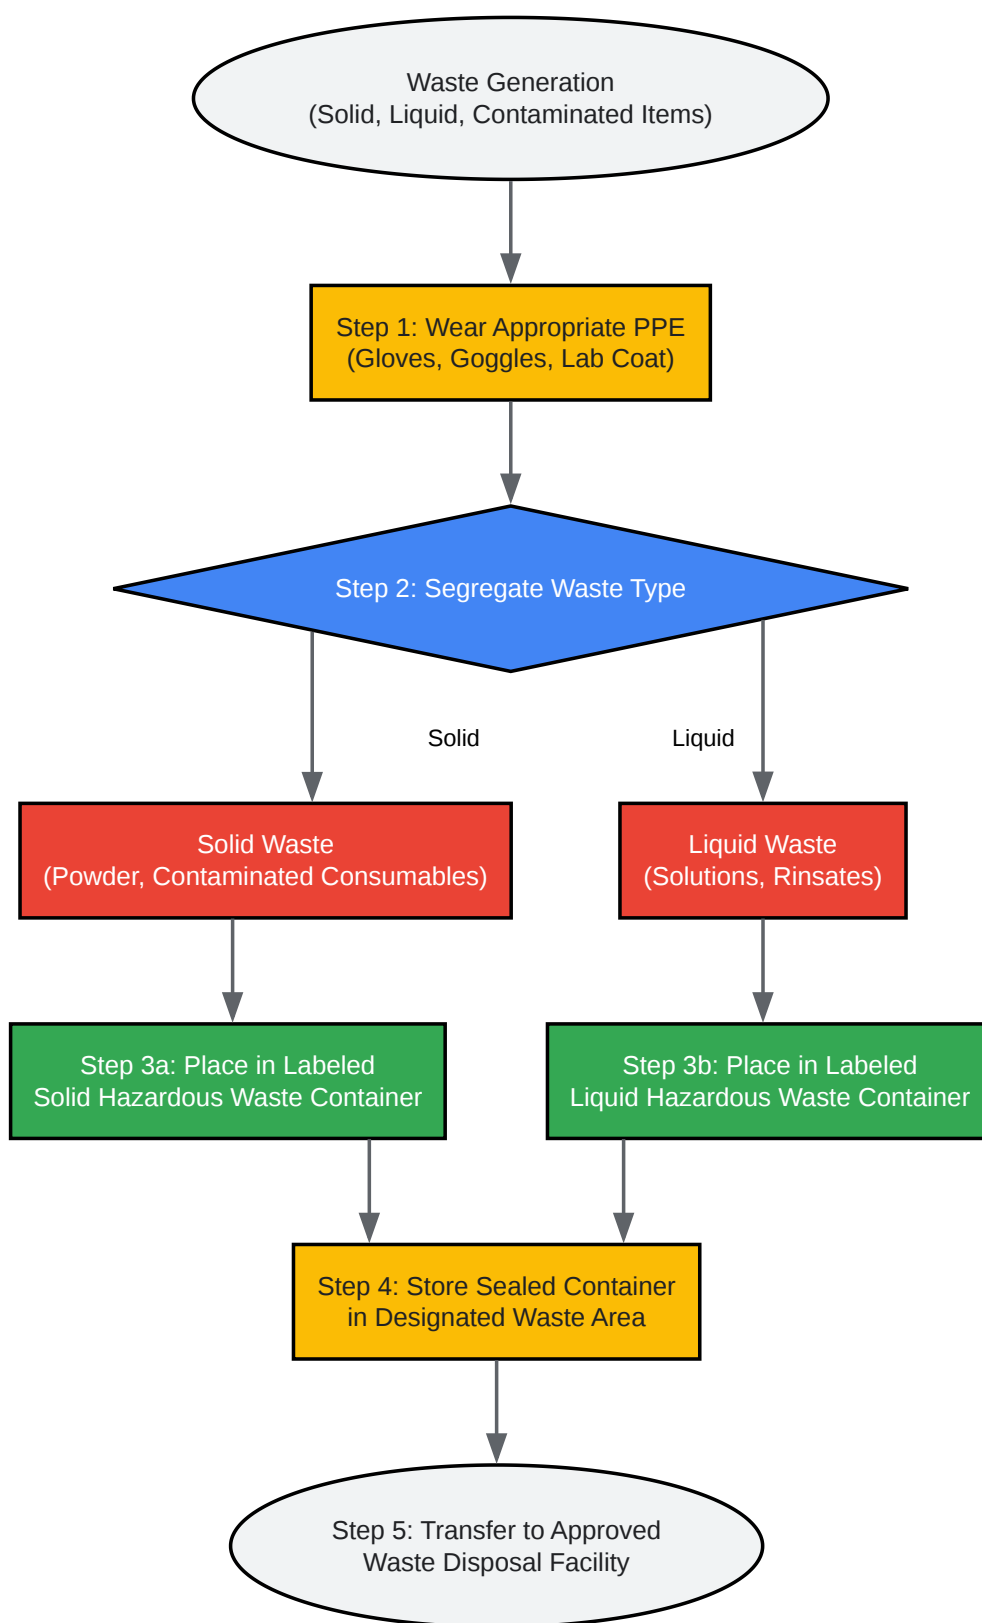 Waste Generation
(Solid, Liquid, Contaminated Items)
Step 1: Wear Appropriate PPE
(Gloves, Goggles, Lab Coat)
Step 2: Segregate Waste Type
Solid
Liquid
Solid Waste
(Powder, Contaminated Consumables)
Liquid Waste
(Solutions, Rinsates)
Step 3a: Place in Labeled
Solid Hazardous Waste Container
Step 3b: Place in Labeled
Liquid Hazardous Waste Container
Step 4: Store Sealed Container
in Designated Waste Area
Step 5: Transfer to Approved
Waste Disposal Facility